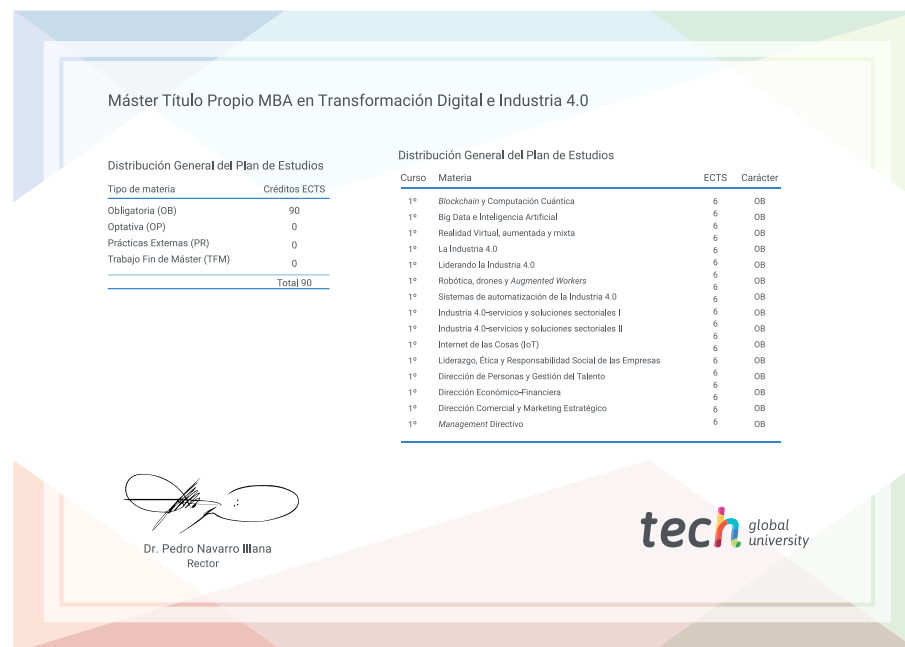 Máster Título Propio MBA en Transformación Digital e Industria 4.0
Distribución General del Plan de Estudios
Tipo de materia Créditos ECTS
Obligatoria (OB) 90
Optativa (OP) 0
Prácticas Externas (PR) 0
Trabajo Fin de Máster (TFM) 0
Total 90
Distribución General del Plan de Estudios
Curso Materia ECTS Carácter
1º Blockchain y Computación Cuántica 6 OB
1º Big Data e Inteligencia Artificial 6 OB
1º Realidad Virtual, aumentada y mixta 6 OB
1º La Industria 4.0 6 OB
1º Liderando la Industria 4.0 6 OB
1º Robótica, drones y Augmented Workers 6 OB
1º Sistemas de automatización de la Industria 4.0 6 OB
1º Industria 4.0-servicios y soluciones sectoriales I 6 OB
1º Industria 4.0-servicios y soluciones sectoriales II 6 OB
1º Internet de las Cosas (IoT) 6 OB
1º Liderazgo, Ética y Responsabilidad Social de las Empresas 6 OB
1º Dirección de Personas y Gestión del Talento 6 OB
1º Dirección Económico-Financiera 6 OB
1º Dirección Comercial y Marketing Estratégico 6 OB
1º Management Directivo 6 OB
Dr. Pedro Navarro Illana
Rector
tech global
university